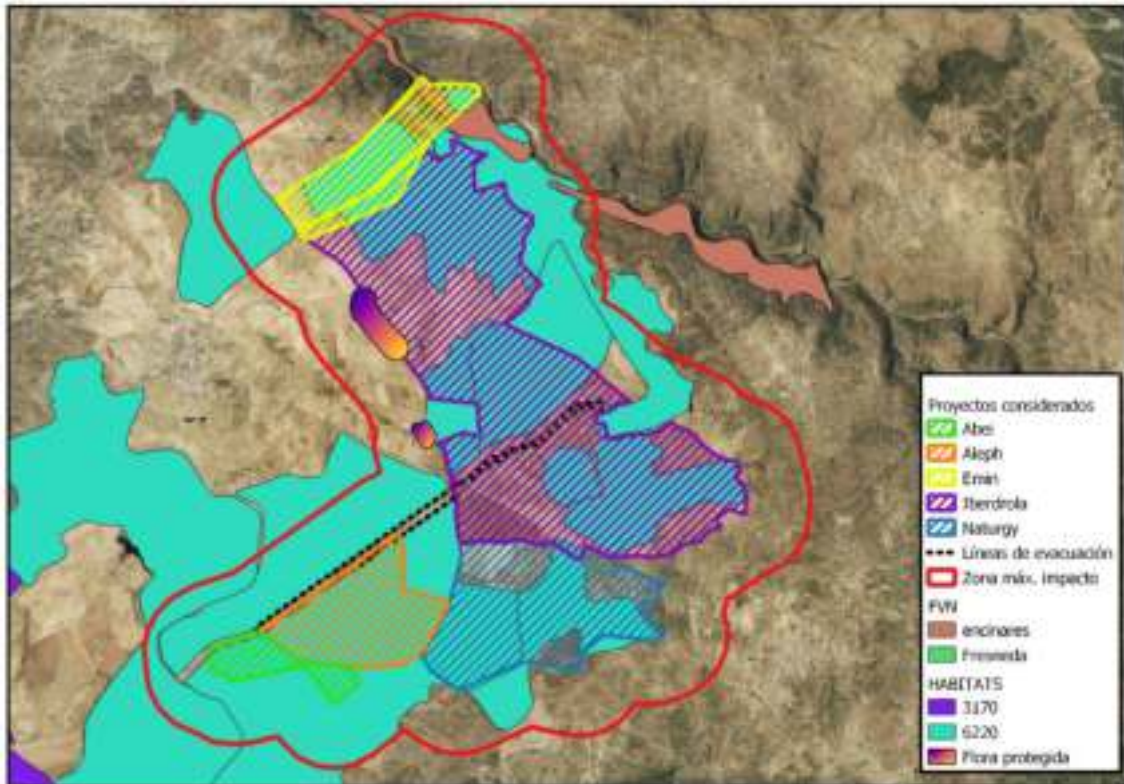 Proyectos considerados
Abei
Aleph
Emin
Iberdrola
Naturgy
Líneas de evacuación
Zona máx. impacto
FVN
encinares
Fresneda
HABITATS
3170
6220
Flora protegida